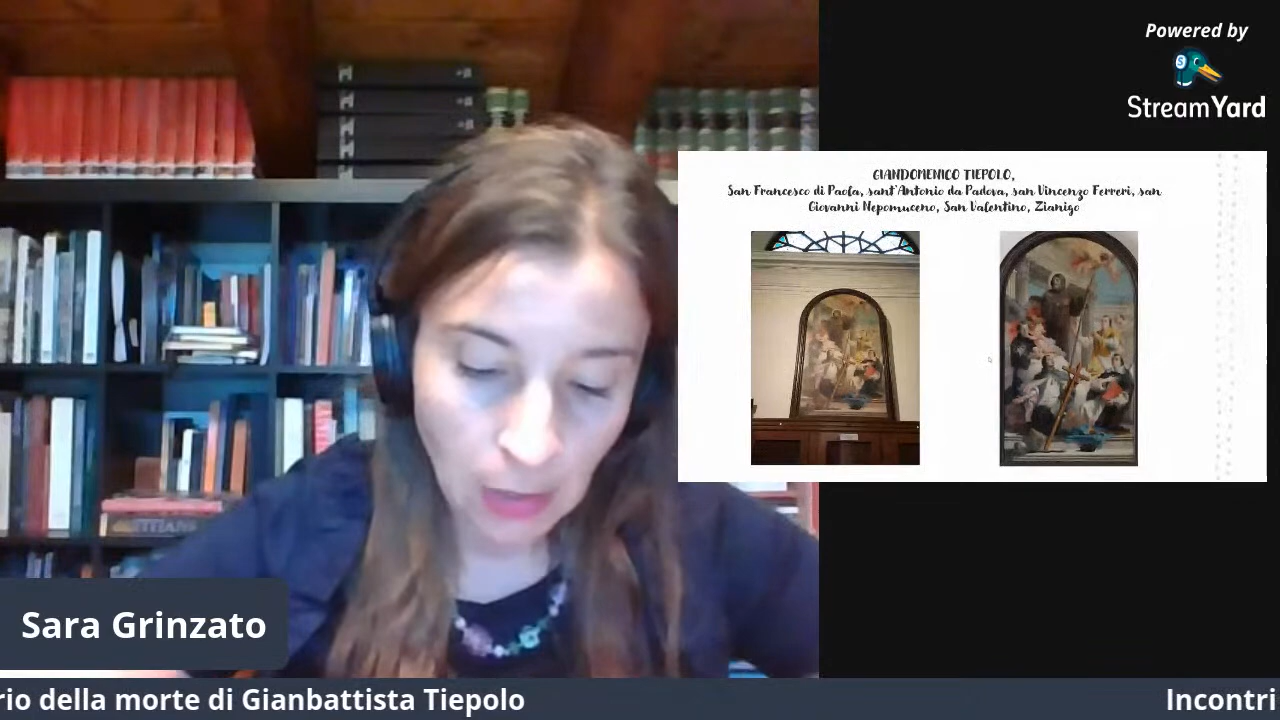 Powered by
StreamYard
GIANDOMENICO TIEPOLO,
San Francesco di Paola, sant'Antonio da Padova, san Vincenzo Ferreri, san
Giovanni Nepomuceno, San Valentino, Zianigo
TITIANS
Sara Grinzato
rio della morte di Gianbattista Tiepolo
Incontri